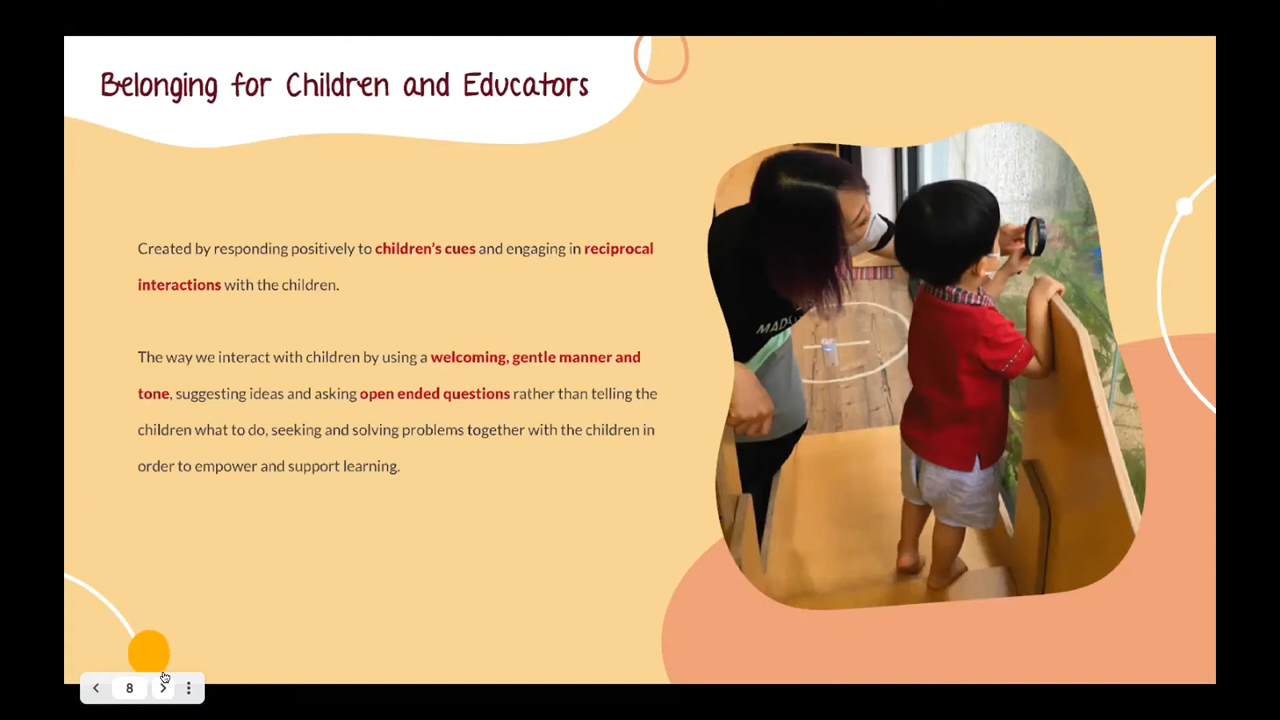 Belonging for Children and Educators
Created by responding positively to children's cues and engaging in reciprocal
interactions with the children.
The way we interact with children by using a welcoming, gentle manner and
tone, suggesting ideas and asking open ended questions rather than telling the
children what to do, seeking and solving problems together with the children in
order to empower and support learning.
MADE
8